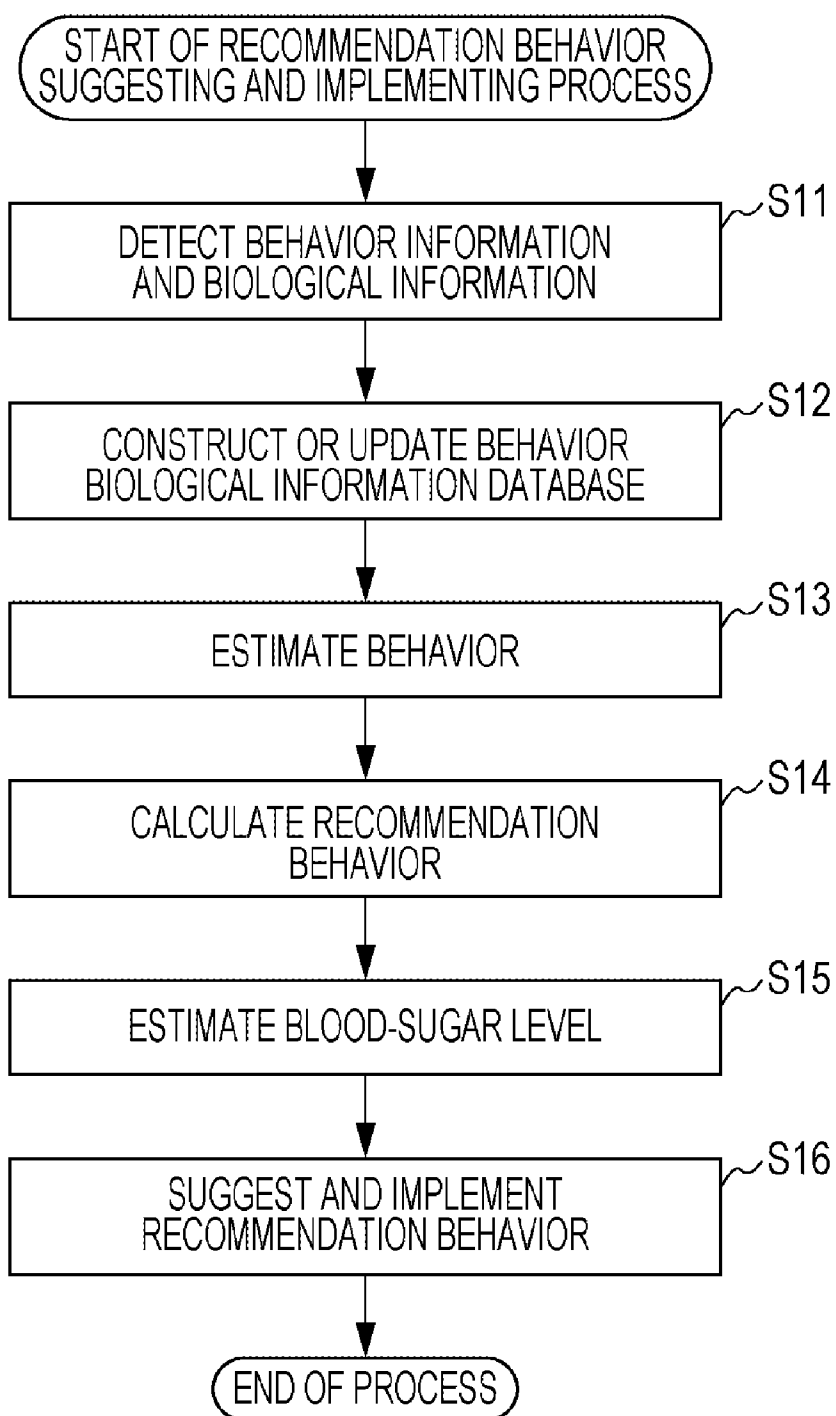 START OF RECOMMENDATION BEHAVIOR
SUGGESTING AND IMPLEMENTING PROCESS
S11
DETECT BEHAVIOR INFORMATION
AND BIOLOGICAL INFORMATION
S12
CONSTRUCT OR UPDATE BEHAVIOR
BIOLOGICAL INFORMATION DATABASE
S13
ESTIMATE BEHAVIOR
S14
CALCULATE RECOMMENDATION
BEHAVIOR
S15
ESTIMATE BLOOD-SUGAR LEVEL
S16
SUGGEST AND IMPLEMENT
RECOMMENDATION BEHAVIOR
END OF PROCESS